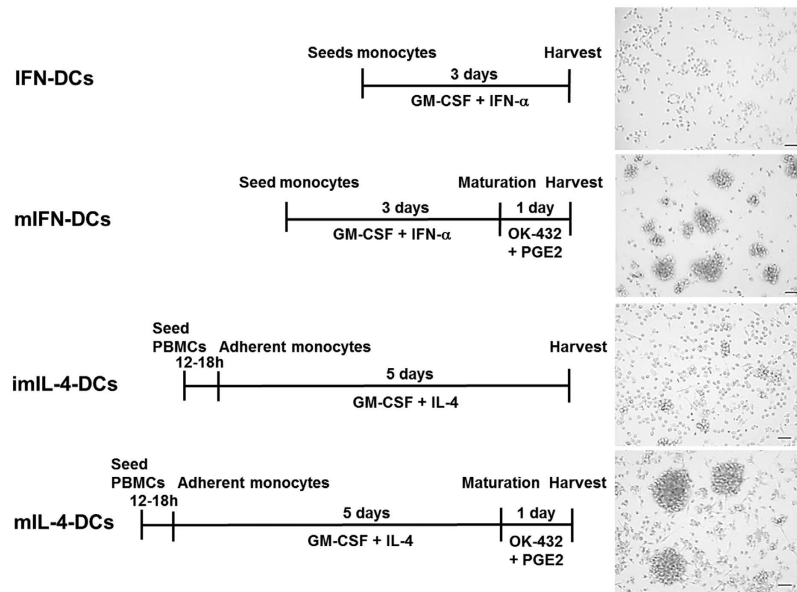 Seeds monocytes Harvest
IFN-DCs
3 days
GM-CSF + IFN-α
Seed monocytes Maturation Harvest
mIFN-DCs
3 days 1 day
GM-CSF + IFN-α OK-432
+ PGE2
Seed
PBMCs Adherent monocytes Harvest
12-18h
imIL-4-DCs
5 days
GM-CSF + IL-4
Seed
PBMCs Adherent monocytes Maturation Harvest
12-18h
mIL-4-DCs
5 days 1 day
GM-CSF + IL-4 OK-432
+ PGE2